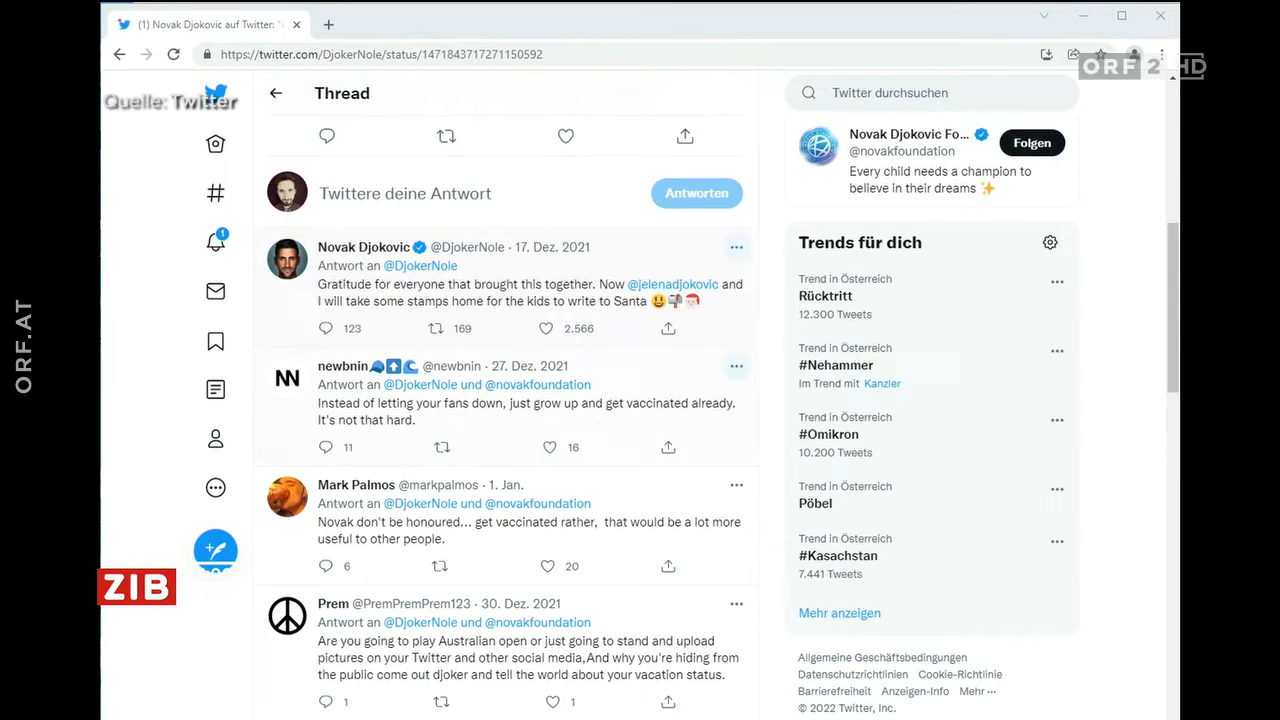 (1) Novak Djokovic auf Twitter: "A
https://twitter.com/DjokerNole/status/1471843717271150592
ORF 2 HD
Quelle: Twitter
ORF.AT
ZIB
Thread
Twittere deine Antwort
Antworten
Novak Djokovic @DjokerNole · 17. Dez. 2021
Antwort an @DjokerNole
Gratitude for everyone that brought this together. Now @jelenadjokovic and
I will take some stamps home for the kids to write to Santa 😃📬🎅
123 169 2.566
NN
newbnin🧢⬆️🌊 @newbnin · 27. Dez. 2021
Antwort an @DjokerNole und @novakfoundation
Instead of letting your fans down, just grow up and get vaccinated already.
It's not that hard.
11 16
Mark Palmos @markpalmos · 1. Jan.
Antwort an @DjokerNole und @novakfoundation
Novak don't be honoured... get vaccinated rather, that would be a lot more
useful to other people.
6 20
Prem @PremPremPrem123 · 30. Dez. 2021
Antwort an @DjokerNole und @novakfoundation
Are you going to play Australian open or just going to stand and upload
pictures on your Twitter and other social media,And why you're hiding from
the public come out djoker and tell the world about your vacation status.
1 1
1
Twitter durchsuchen
Novak Djokovic Fo...
@novakfoundation
Folgen
Every child needs a champion to
believe in their dreams ✨
Trends für dich
Trend in Österreich
Rücktritt
12.300 Tweets
Trend in Österreich
#Nehammer
Im Trend mit Kanzler
Trend in Österreich
#Omikron
10.200 Tweets
Trend in Österreich
Pöbel
Trend in Österreich
#Kasachstan
7.441 Tweets
Mehr anzeigen
Allgemeine Geschäftsbedingungen
Datenschutzrichtlinien Cookie-Richtlinie
Barrierefreiheit Anzeigen-Info Mehr ···
© 2022 Twitter, Inc.